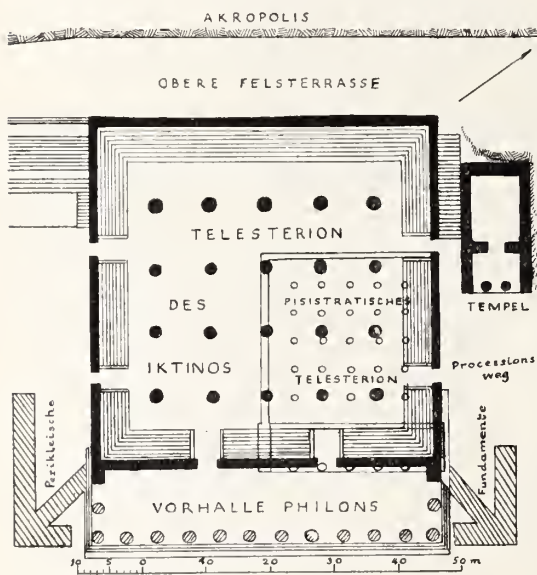 AKROPOLIS
OBERE FELSTERRASSE
TELESTERION
DES
IKTINOS
PISISTRATISCHES
TELESTERION
TEMPEL
Processions
weg
Perikleische
Fundamente
VORHALLE PHILONS
10 5 0 10 20 30 40 50 m